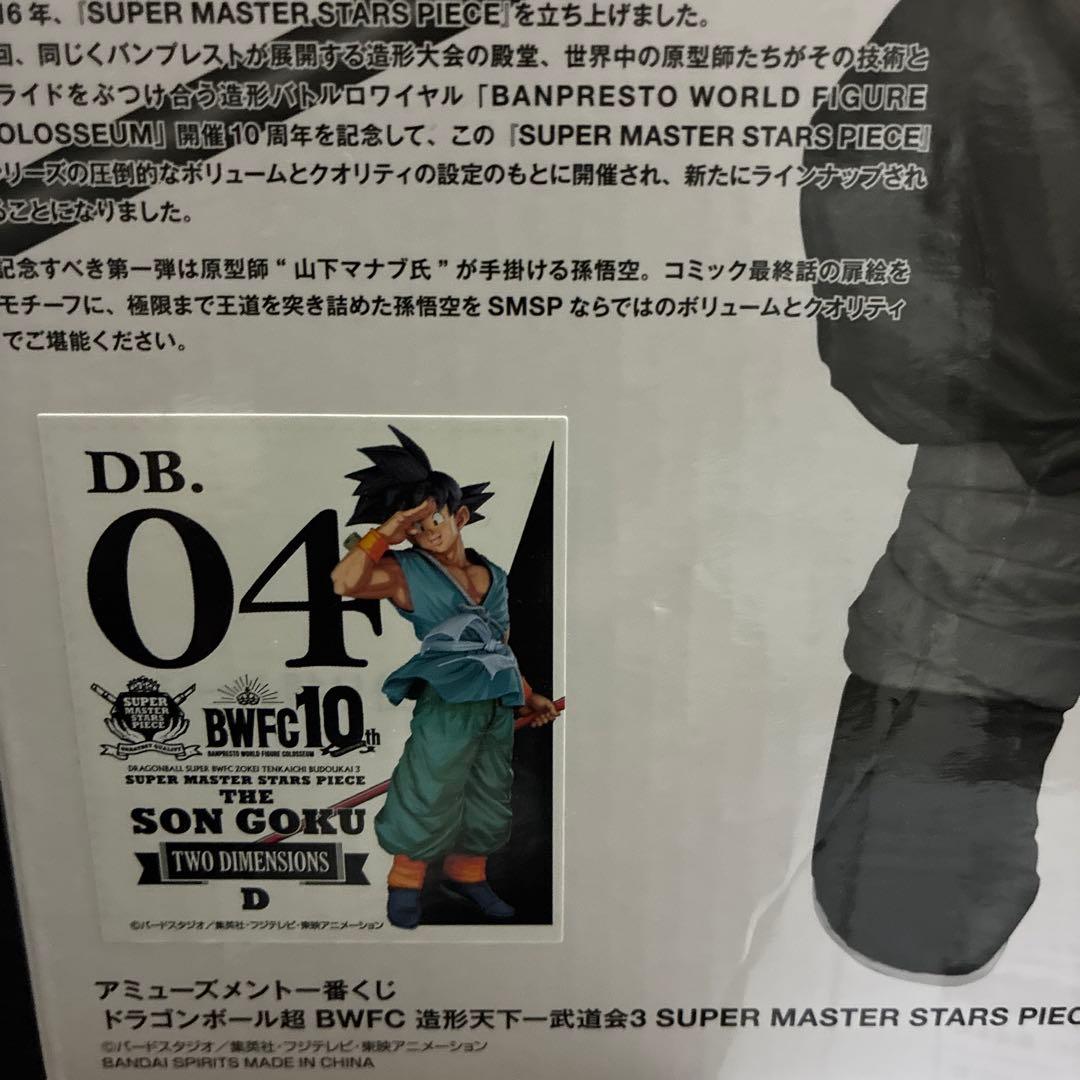 16年、『SUPER MASTER STARS PIECE』を立ち上げました。
回、同じくバンプレストが展開する造形大会の殿堂、世界中の原型師たちがその技術と
ライドをぶつけ合う造形バトルロワイヤル「BANPRESTO WORLD FIGURE
COLOSSEUM」開催10周年を記念して、この『SUPER MASTER STARS PIECE』
シリーズの圧倒的なボリュームとクオリティの設定のもとに開催され、新たにラインナップされ
ることになりました。
記念すべき第一弾は原型師“山下マナブ氏”が手掛ける孫悟空。コミック最終話の扉絵を
モチーフに、極限まで王道を突き詰めた孫悟空をSMSPならではのボリュームとクオリティ
でご堪能ください。
DB.
04
SUPER
MASTER
STARS
PIECE
GREATEST QUALITY
BWFC 10th
BANPRESTO WORLD FIGURE COLOSSEUM
DRAGONBALL SUPER BWFC ZOKEI TENKAICHI BUDOUKAI 3
SUPER MASTER STARS PIECE
THE
SON GOKU
TWO DIMENSIONS
D
©バードスタジオ/集英社・フジテレビ・東映アニメーション
アミューズメント一番くじ
ドラゴンボール超 BWFC 造形天下一武道会3 SUPER MASTER STARS PIEC
©バードスタジオ/集英社・フジテレビ・東映アニメーション
BANDAI SPIRITS MADE IN CHINA